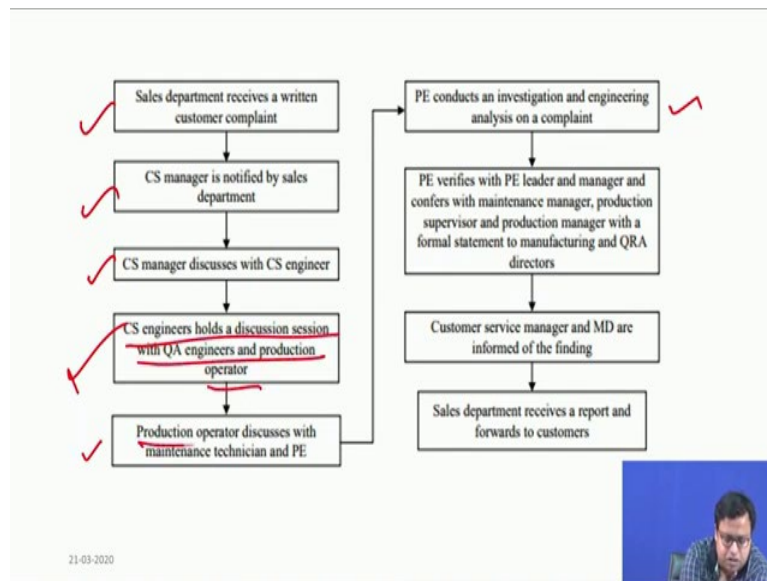 Sales department receives a written
customer complaint
CS manager is notified by sales
department
CS manager discusses with CS engineer
CS engineers holds a discussion session
with QA engineers and production
operator
Production operator discusses with
maintenance technician and PE
PE conducts an investigation and engineering
analysis on a complaint
PE verifies with PE leader and manager and
confers with maintenance manager, production
supervisor and production manager with a
formal statement to manufacturing and QRA
directors
Customer service manager and MD are
informed of the finding
Sales department receives a report and
forwards to customers
21-03-2020